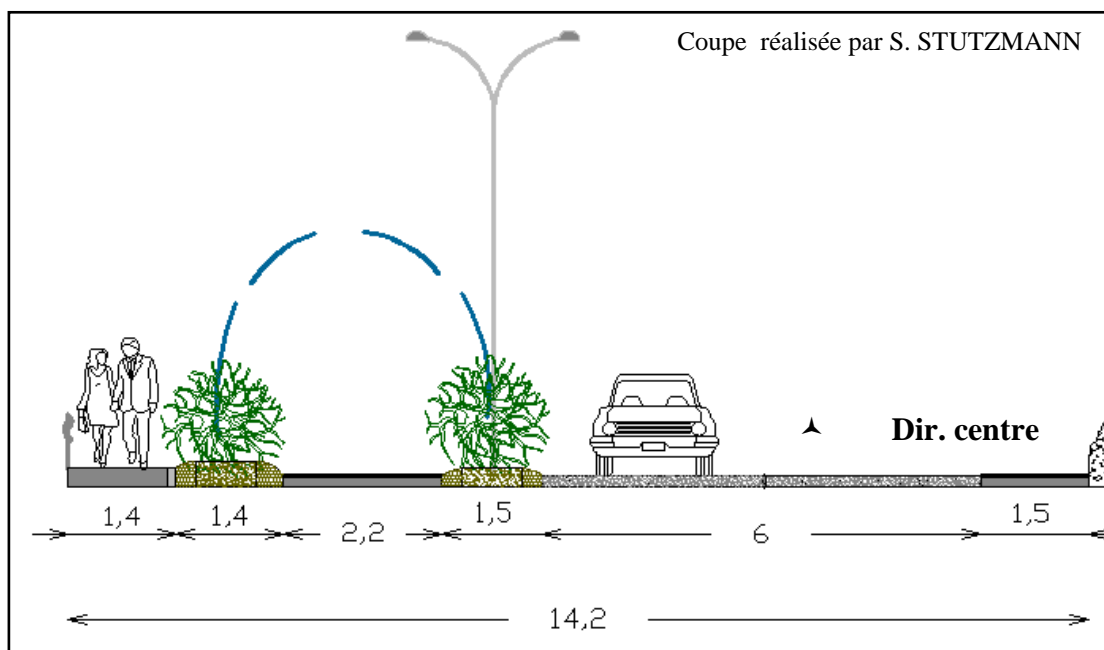 Coupe réalisée par S. STUTZMANN
Dir. centre
1,4 1,4 2,2 1,5 6 1,5
14,2